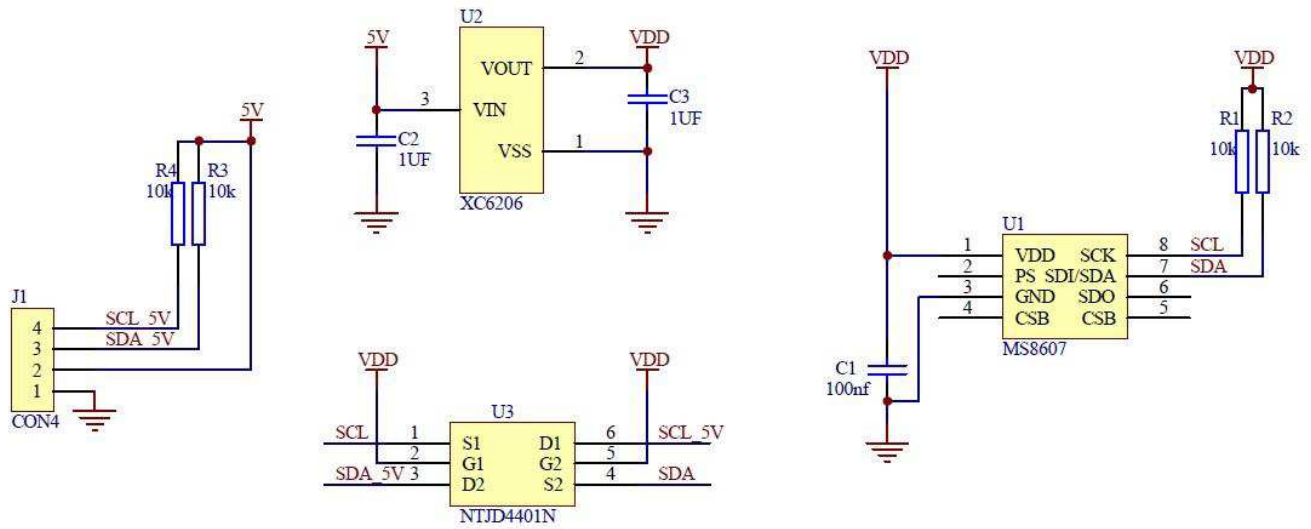 5V
R4
10k
R3
10k
J1
4
3
2
1
SCL_5V
SDA_5V
CON4
U2
5V
VDD
VOUT
VIN
VSS
2
3
1
C2
1UF
C3
1UF
XC6206
VDD
VDD
U3
SCL 1 S1 D1 6 SCL_5V
2 G1 G2 5
SDA_5V 3 D2 S2 4 SDA
NTJD4401N
VDD
VDD
R1
10k
R2
10k
U1
1 VDD SCK 8 SCL
2 PS SDI/SDA 7 SDA
3 GND SDO 6
4 CSB CSB 5
MS8607
C1
100nf